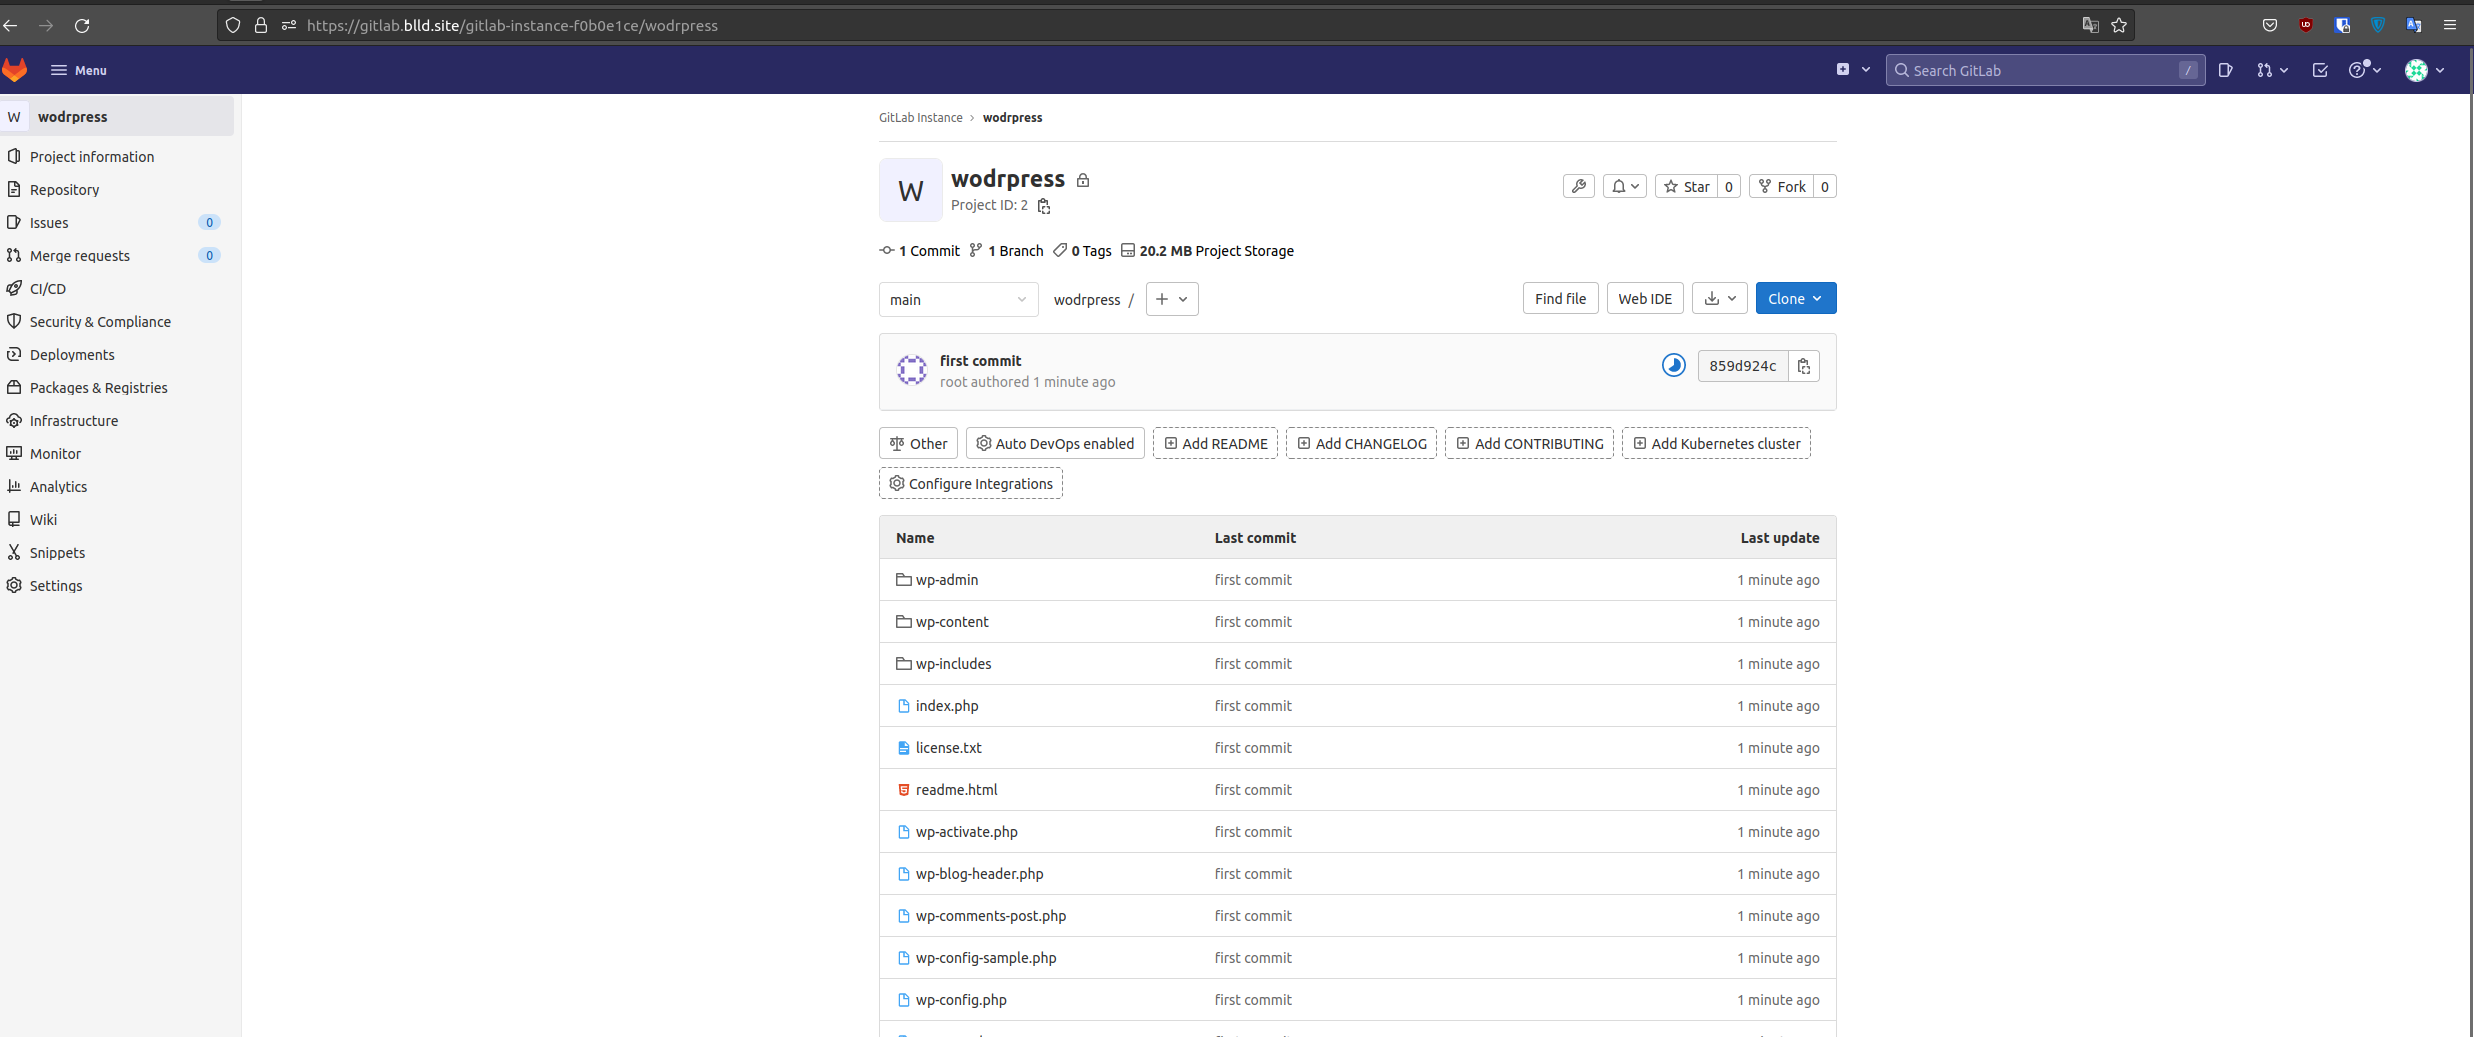 https://gitlab.blld.site/gitlab-instance-f0b0e1ce/wodrpress
Menu
Search GitLab
/
W wodrpress
Project information
Repository
Issues 0
Merge requests 0
CI/CD
Security & Compliance
Deployments
Packages & Registries
Infrastructure
Monitor
Analytics
Wiki
Snippets
Settings
GitLab Instance > wodrpress
W
wodrpress
Project ID: 2
Star 0 Fork 0
1 Commit 1 Branch 0 Tags 20.2 MB Project Storage
main wodrpress / Find file Web IDE Clone
first commit
root authored 1 minute ago
859d924c
Other Auto DevOps enabled Add README Add CHANGELOG Add CONTRIBUTING Add Kubernetes cluster
Configure Integrations
Name Last commit Last update
wp-admin first commit 1 minute ago
wp-content first commit 1 minute ago
wp-includes first commit 1 minute ago
index.php first commit 1 minute ago
license.txt first commit 1 minute ago
readme.html first commit 1 minute ago
wp-activate.php first commit 1 minute ago
wp-blog-header.php first commit 1 minute ago
wp-comments-post.php first commit 1 minute ago
wp-config-sample.php first commit 1 minute ago
wp-config.php first commit 1 minute ago